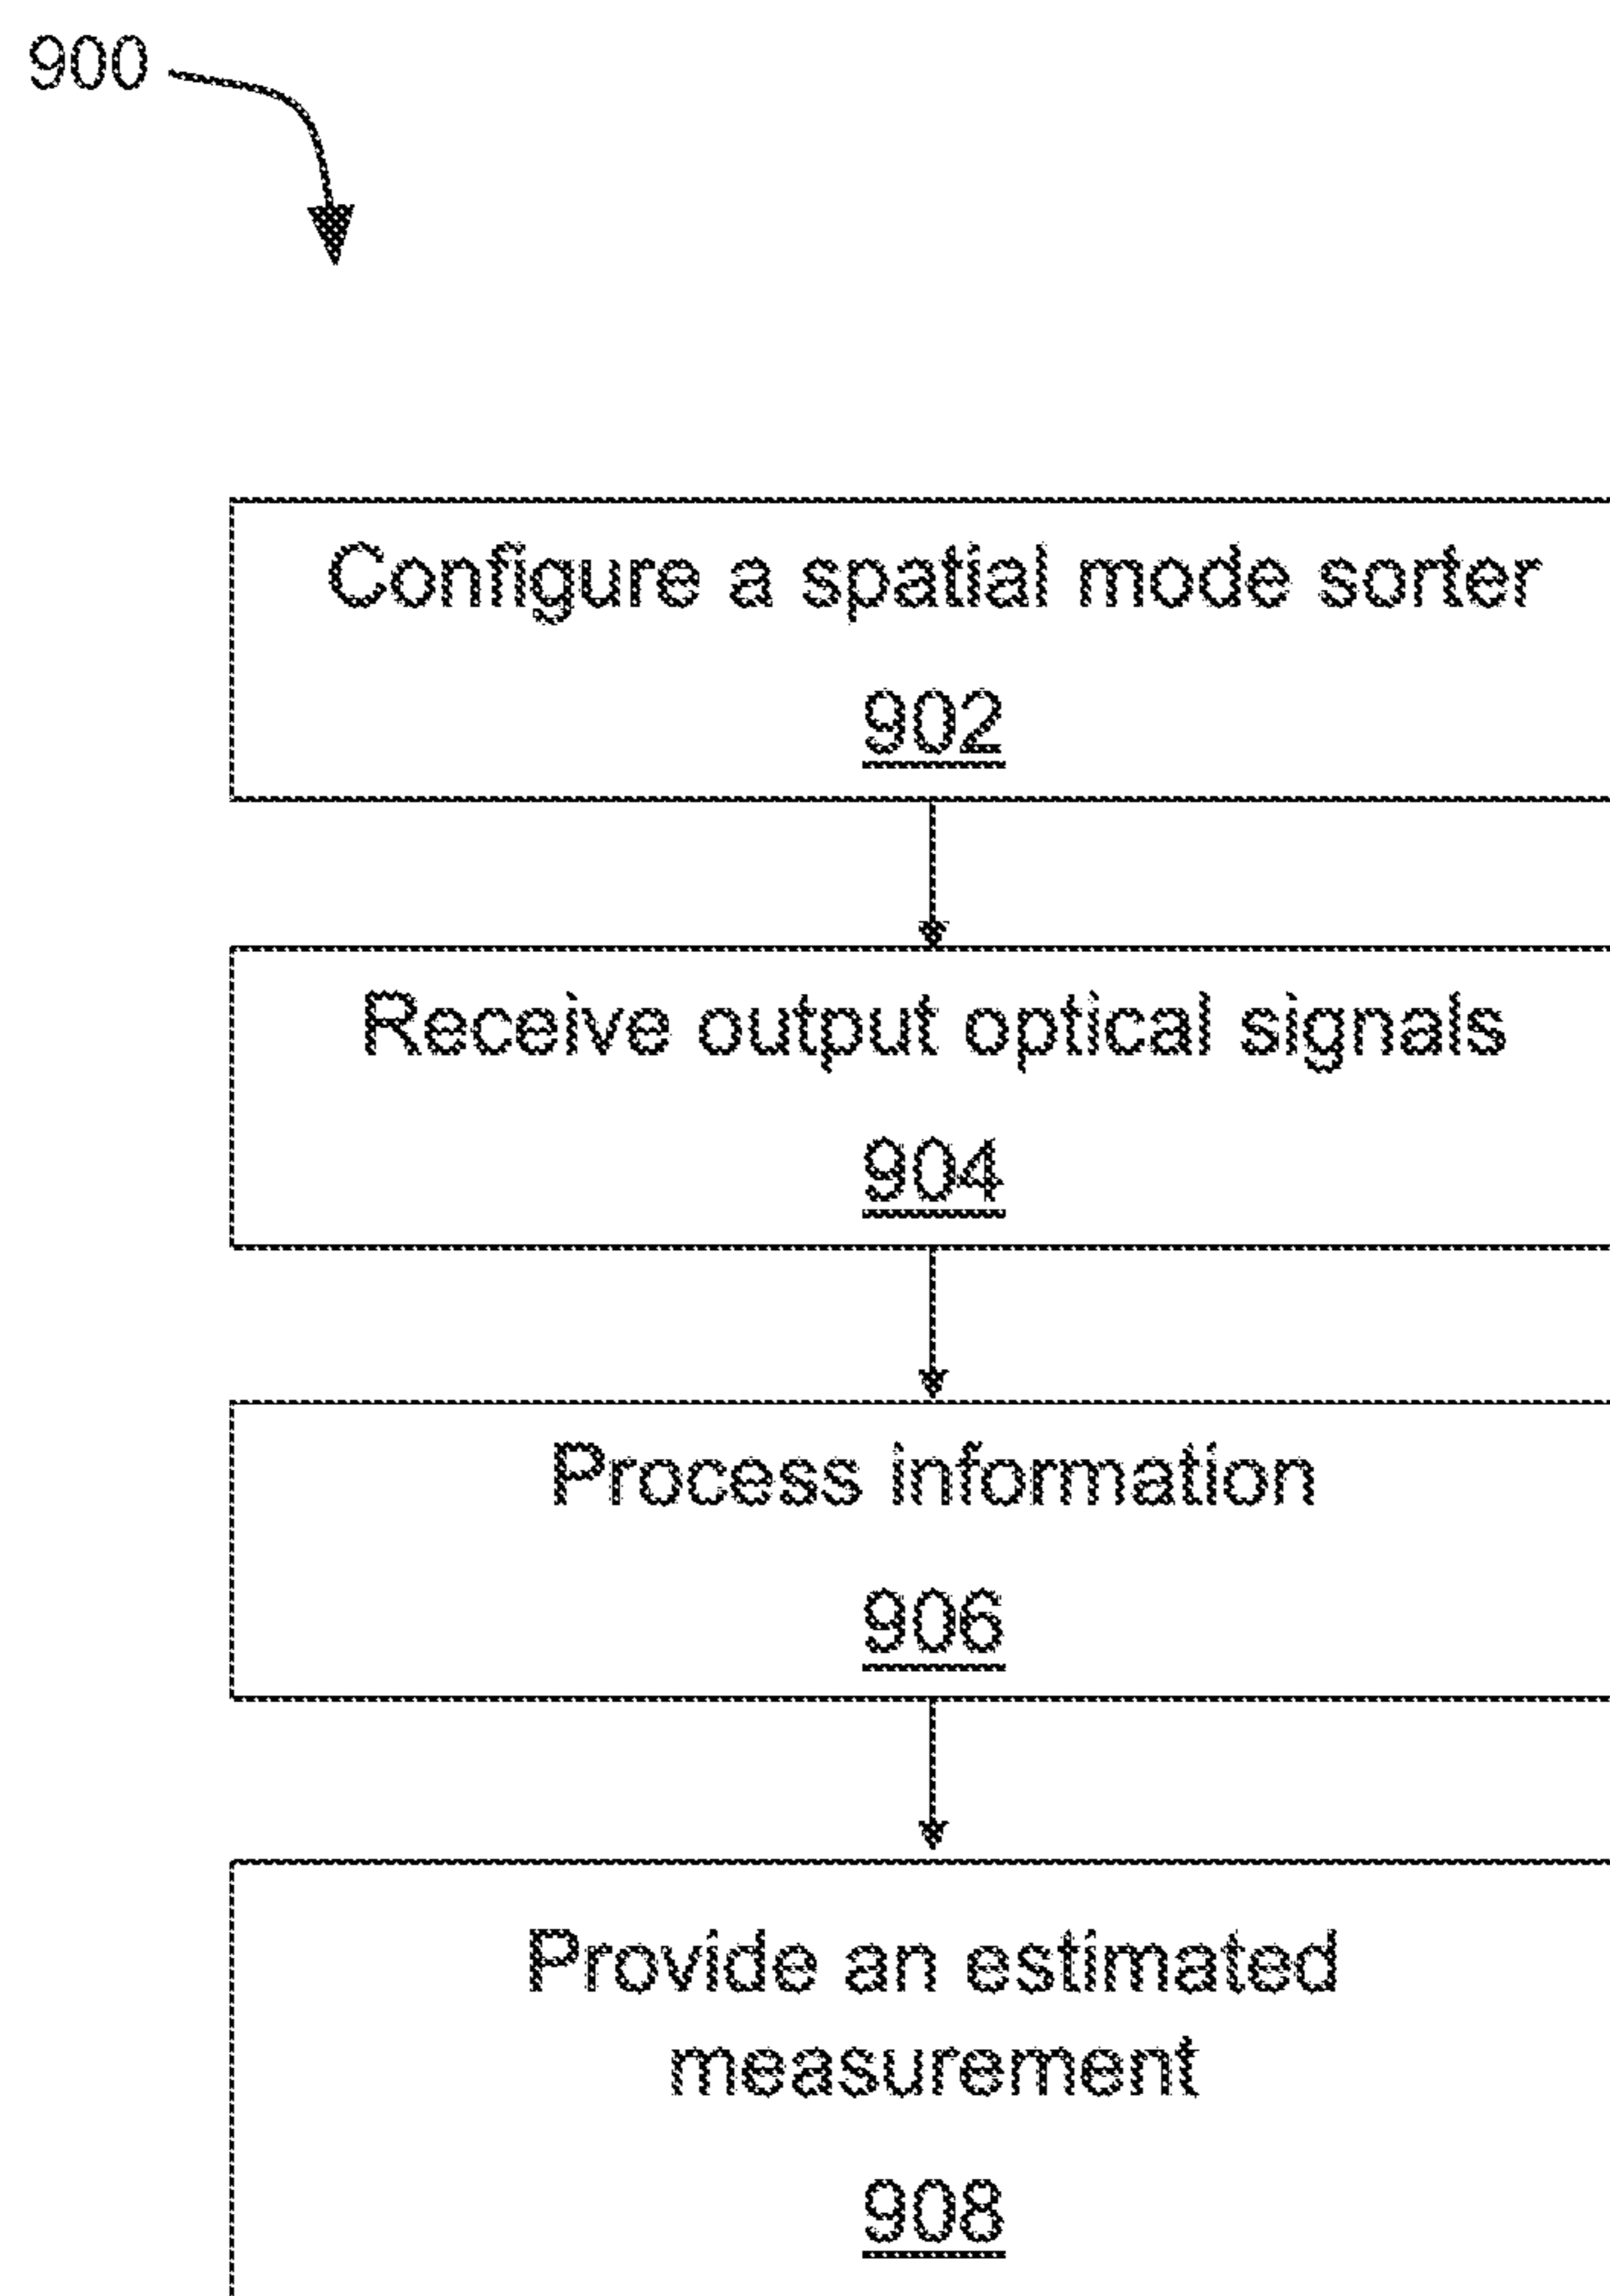 900
Configure a spatial mode sorter
902
Receive output optical signals
904
Process information
906
Provide an estimated
measurement
908